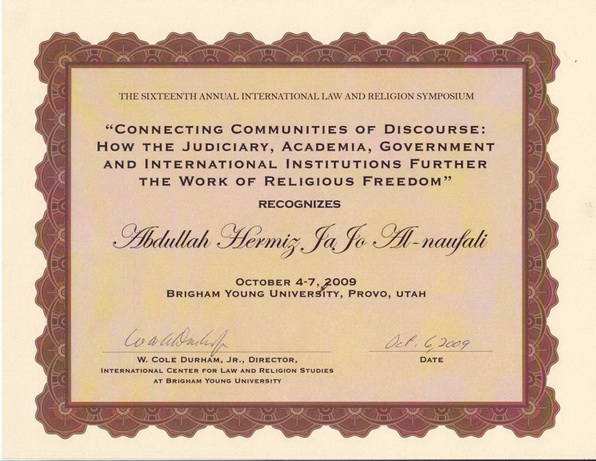 THE SIXTEENTH ANNUAL INTERNATIONAL LAW AND RELIGION SYMPOSIUM
"CONNECTING COMMUNITIES OF DISCOURSE:
HOW THE JUDICIARY, ACADEMIA, GOVERNMENT
AND INTERNATIONAL INSTITUTIONS FURTHER
THE WORK OF RELIGIOUS FREEDOM"
RECOGNIZES
Abdullah Hermiz JaJo Al-naufali
OCTOBER 4-7, 2009
BRIGHAM YOUNG UNIVERSITY, PROVO, UTAH
Oct. 6, 2009
W. COLE DURHAM, JR., DIRECTOR,
INTERNATIONAL CENTER FOR LAW AND RELIGION STUDIES
AT BRIGHAM YOUNG UNIVERSITY
DATE